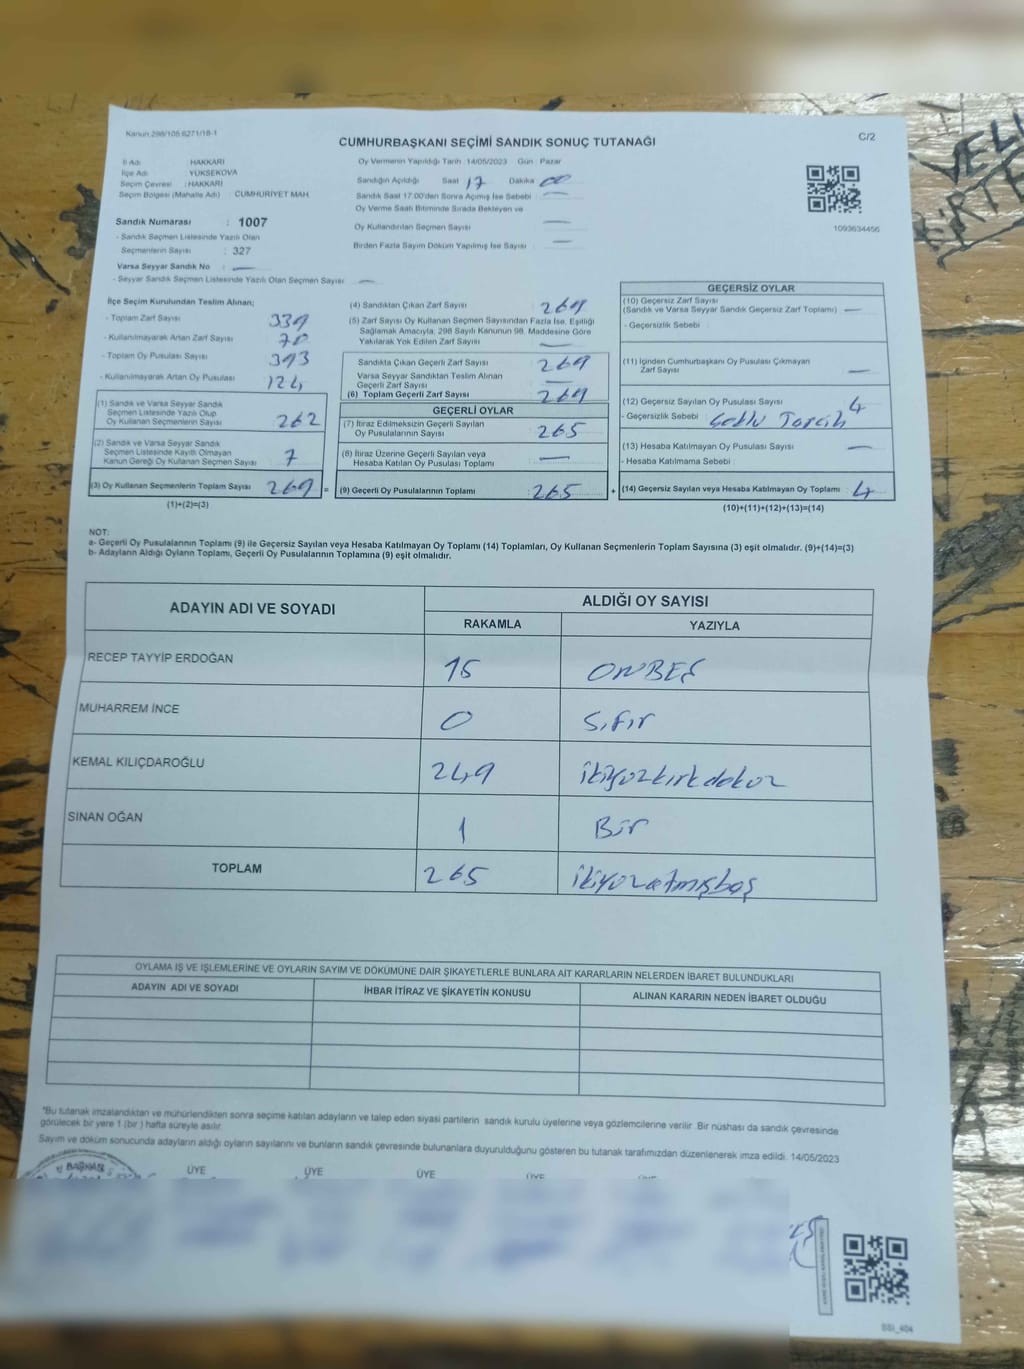 Kanun 298/105 6271/18-1
C/2
CUMHURBAŞKANI SEÇİMİ SANDIK SONUÇ TUTANAĞI
İl Adı : HAKKARİ
İlçe Adı : YÜKSEKOVA
Seçim Çevresi : HAKKARİ
Seçim Bölgesi (Mahalle Adı) : CUMHURİYET MAH.
Sandık Numarası : 1007
- Sandık Seçmen Listesinde Yazılı Olan
Seçmenlerin Sayısı : 327
Varsa Seyyar Sandık No : —
- Seyyar Sandık Seçmen Listesinde Yazılı Olan Seçmen Sayısı —
Oy Vermenin Yapıldığı Tarih 14/05/2023 Gün Pazar
Sandığın Açıldığı Saat 17 Dakika 00
Sandık Saat 17.00'den Sonra Açılmış İse Sebebi : —
Oy Verme Saati Bitiminde Sırada Bekleyen ve
Oy Kullandırılan Seçmen Sayısı —
Birden Fazla Sayım Döküm Yapılmış İse Sayısı —
1093634456
İlçe Seçim Kurulundan Teslim Alınan;
- Toplam Zarf Sayısı 339
- Kullanılmayarak Artan Zarf Sayısı 70
- Toplam Oy Pusulası Sayısı 393
- Kullanılmayarak Artan Oy Pusulası 124
(1) Sandık ve Varsa Seyyar Sandık
Seçmen Listesinde Yazılı Olup
Oy Kullanan Seçmenlerin Sayısı 262
(2) Sandık ve Varsa Seyyar Sandık
Seçmen Listesinde Kayıtlı Olmayan
Kanun Gereği Oy Kullanan Seçmen Sayısı 7
(3) Oy Kullanan Seçmenlerin Toplam Sayısı 269 =
(1)+(2)=(3)
(4) Sandıktan Çıkan Zarf Sayısı 269
(5) Zarf Sayısı Oy Kullanan Seçmen Sayısından Fazla İse, Eşitliği
Sağlamak Amacıyla, 298 Sayılı Kanunun 98. Maddesine Göre
Yakılarak Yok Edilen Zarf Sayısı —
Sandıkta Çıkan Geçerli Zarf Sayısı 269
Varsa Seyyar Sandıktan Teslim Alınan
Geçerli Zarf Sayısı —
(6) Toplam Geçerli Zarf Sayısı 269
GEÇERLİ OYLAR
(7) İtiraz Edilmeksizin Geçerli Sayılan
Oy Pusulalarının Sayısı 265
(8) İtiraz Üzerine Geçerli Sayılan veya
Hesaba Katılan Oy Pusulası Toplamı —
(9) Geçerli Oy Pusulalarının Toplamı 265 +
GEÇERSİZ OYLAR
(10) Geçersiz Zarf Sayısı
(Sandık ve Varsa Seyyar Sandık Geçersiz Zarf Toplamı) —
- Geçersizlik Sebebi :
(11) İçinden Cumhurbaşkanı Oy Pusulası Çıkmayan
Zarf Sayısı —
(12) Geçersiz Sayılan Oy Pusulası Sayısı 4
- Geçersizlik Sebebi :
(13) Hesaba Katılmayan Oy Pusulası Sayısı —
- Hesaba Katılmama Sebebi :
(14) Geçersiz Sayılan veya Hesaba Katılmayan Oy Toplamı 4
(10)+(11)+(12)+(13)=(14)
NOT:
a- Geçerli Oy Pusulalarının Toplamı (9) ile Geçersiz Sayılan veya Hesaba Katılmayan Oy Toplamı (14) Toplamları, Oy Kullanan Seçmenlerin Toplam Sayısına (3) eşit olmalıdır. (9)+(14)=(3)
b- Adayların Aldığı Oyların Toplamı, Geçerli Oy Pusulalarının Toplamına (9) eşit olmalıdır.
ADAYIN ADI VE SOYADI
ALDIĞI OY SAYISI
RAKAMLA YAZIYLA
RECEP TAYYİP ERDOĞAN 15 ONBEŞ
MUHARREM İNCE 0 Sıfır
KEMAL KILIÇDAROĞLU 249 ikiyüzkırkdokuz
SİNAN OĞAN 1 Bir
TOPLAM 265 ikiyüzatmışbeş
OYLAMA İŞ VE İŞLEMLERİNE VE OYLARIN SAYIM VE DÖKÜMÜNE DAİR ŞİKAYETLERLE BUNLARA AİT KARARLARIN NELERDEN İBARET BULUNDUKLARI
ADAYIN ADI VE SOYADI İHBAR İTİRAZ VE ŞİKAYETİN KONUSU ALINAN KARARIN NEDEN İBARET OLDUĞU
*Bu tutanak imzalandıktan ve mühürlendikten sonra seçime katılan adayların ve talep eden siyasi partilerin sandık kurulu üyelerine veya gözlemcilerine verilir. Bir nüshası da sandık çevresinde
görülecek bir yere 1 (bir ) hafta süreyle asılır.
Sayım ve döküm sonucunda adayların aldığı oyların sayılarını ve bunların sandık çevresinde bulunanlara duyurulduğunu gösteren bu tutanak tarafımızdan düzenlenerek imza edildi. 14/05/2023
BAŞKAN ÜYE ÜYE ÜYE ÜYE